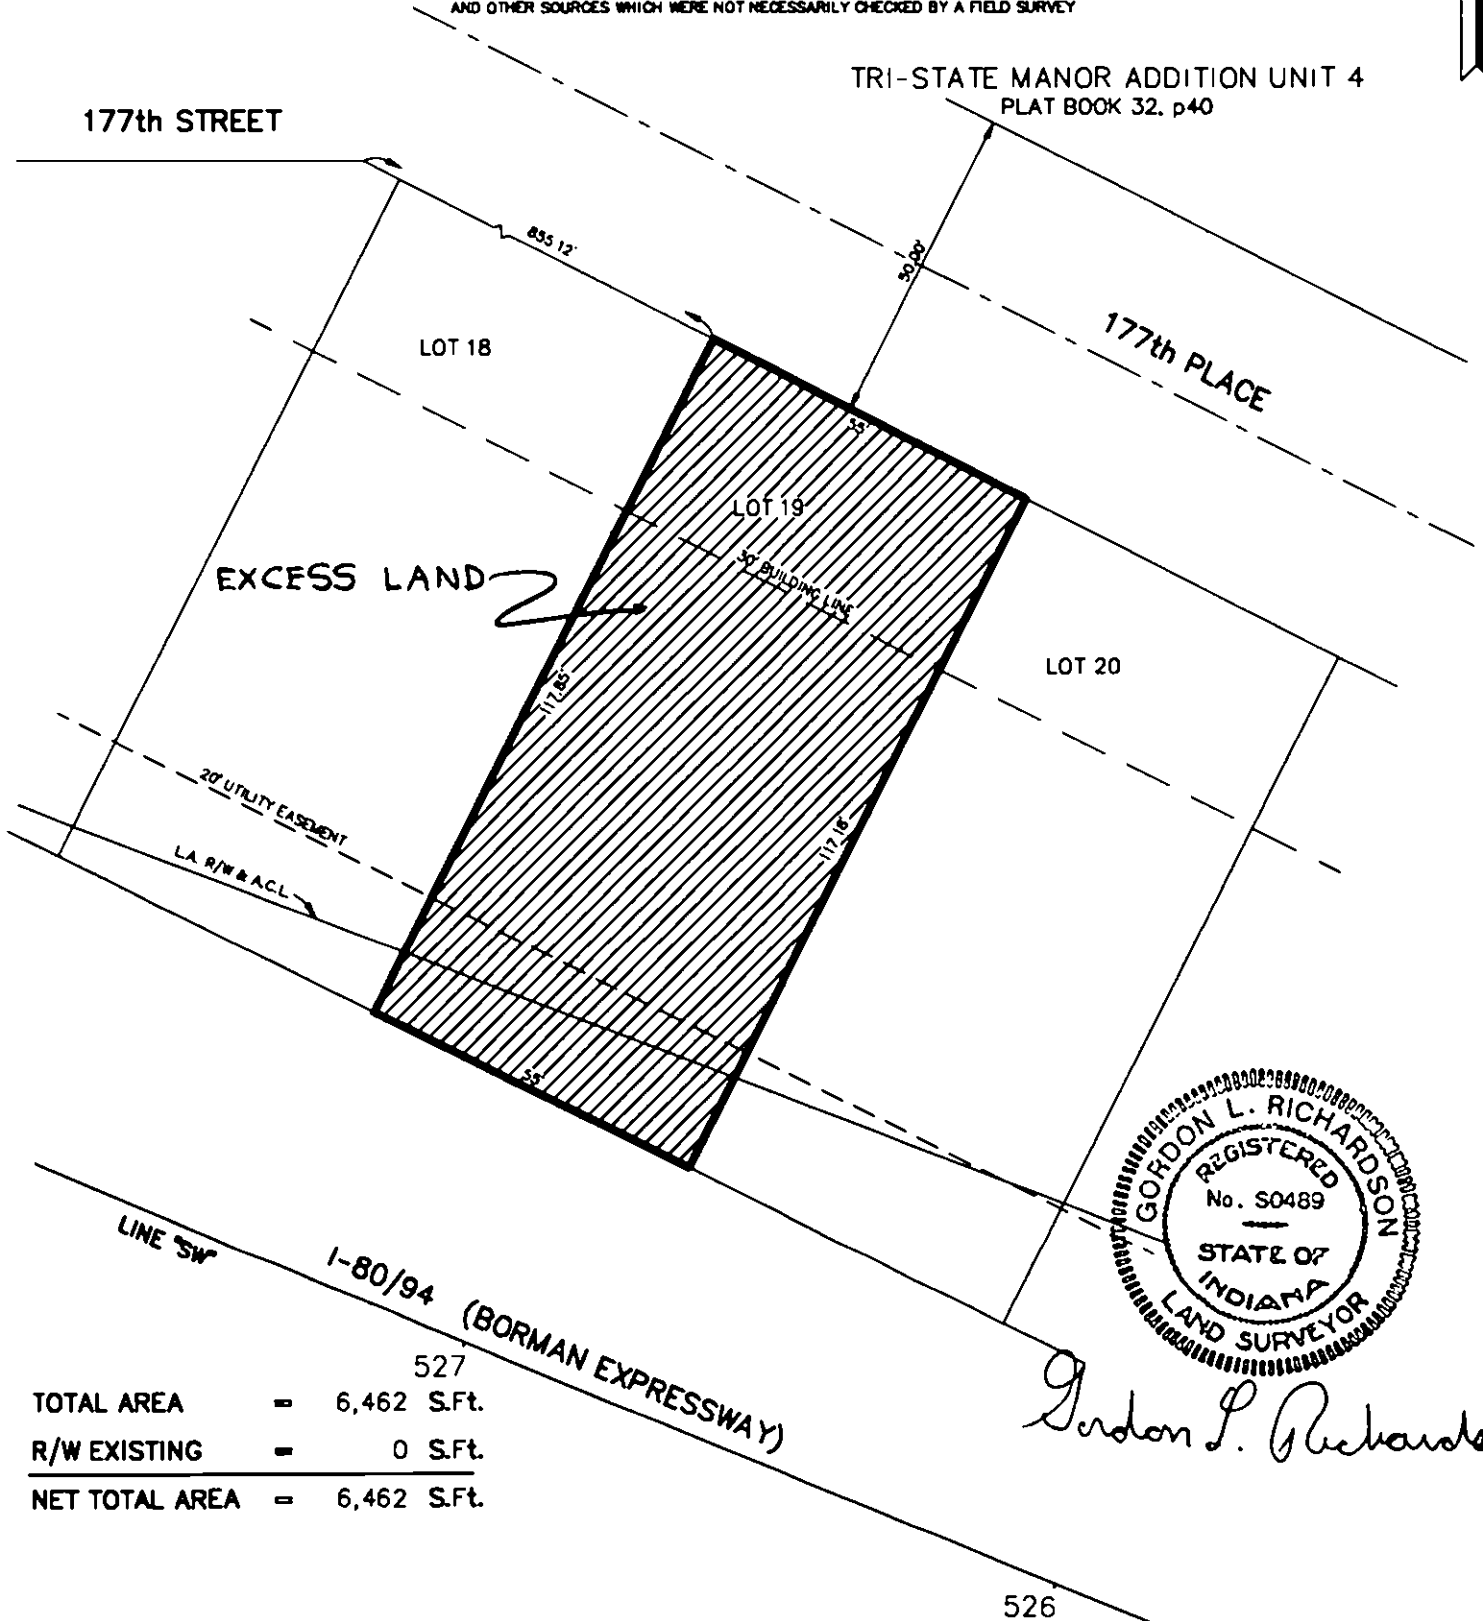 AND OTHER SOURCES WHICH WERE NOT NECESSARILY CHECKED BY A FIELD SURVEY
TRI-STATE MANOR ADDITION UNIT 4
PLAT BOOK 32, p40
177th STREET
855.12'
50.00'
177th PLACE
LOT 18
55'
LOT 19
30' BUILDING LINE
EXCESS LAND
LOT 20
117.85'
117.18'
20' UTILITY EASEMENT
L.A. R/W & A.C.L.
55'
GORDON L. RICHARDSON
REGISTERED
No. S0489
STATE OF
INDIANA
LAND SURVEYOR
LINE "SW"
I-80/94 (BORMAN EXPRESSWAY)
527
TOTAL AREA = 6,462 S.Ft.
R/W EXISTING = 0 S.Ft.
NET TOTAL AREA = 6,462 S.Ft.
Gordon L. Richards
526